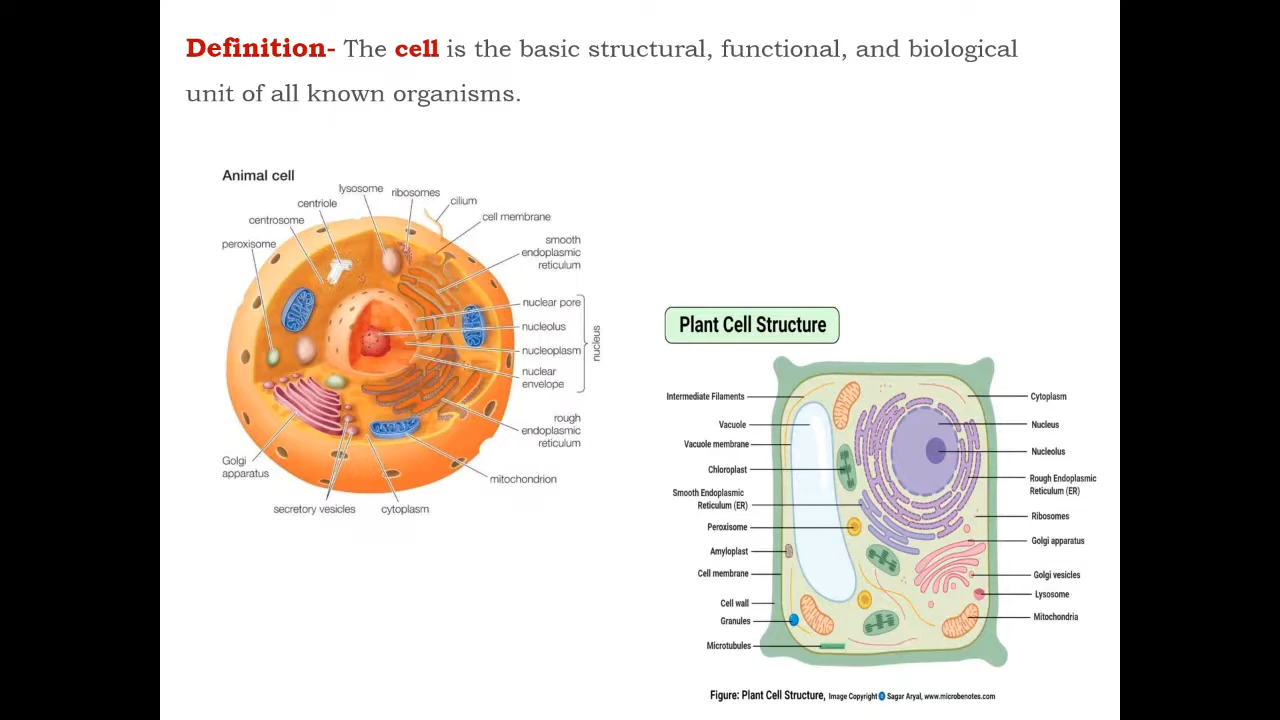 Definition- The cell is the basic structural, functional, and biological
unit of all known organisms.
Animal cell
lysosome
ribosomes
centriole
cilium
centrosome
cell membrane
peroxisome
smooth
endoplasmic
reticulum
nuclear pore
nucleolus
nucleoplasm
nuclear
envelope
nucleus
rough
endoplasmic
reticulum
Golgi
apparatus
mitochondrion
secretory vesicles
cytoplasm
Plant Cell Structure
Intermediate Filaments
Vacuole
Vacuole membrane
Chloroplast
Smooth Endoplasmic
Reticulum (ER)
Peroxisome
Amyloplast
Cell membrane
Cell wall
Granules
Microtubules
Cytoplasm
Nucleus
Nucleolus
Rough Endoplasmic
Reticulum (ER)
Ribosomes
Golgi apparatus
Golgi vesicles
Lysosome
Mitochondria
Figure: Plant Cell Structure, Image Copyright Sagar Aryal, www.microbenotes.com